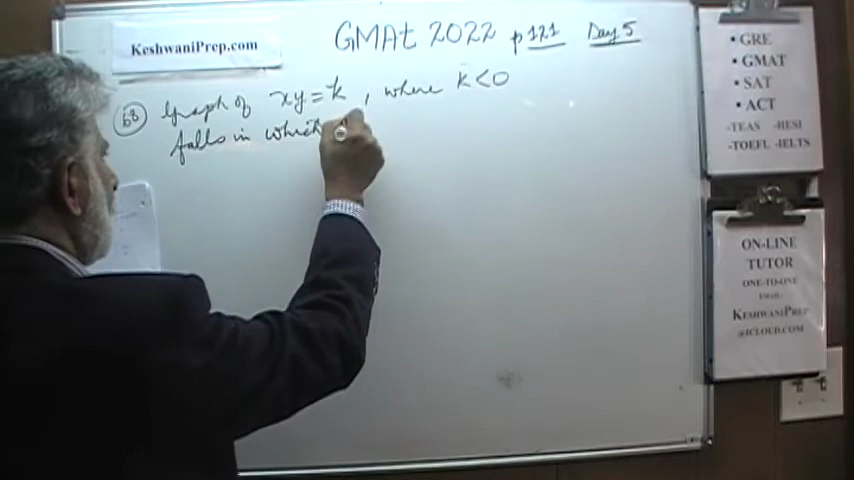 KeshwaniPrep.com
GMAt 2022 p 121 Day 5
68 Graph of xy = k, where k < 0
falls in which
• GRE
• GMAT
• SAT
• ACT
-TEAS -HESI
-TOEFL -IELTS
ON-LINE
TUTOR
ONE-TO-ONE
EMAIL:
KESHWANIPREP
@ICLOUD.COM